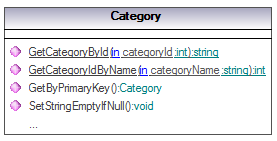 Category
GetCategoryById(in categoryId:int):string
GetCategoryIdByName(in categoryName:string):int
GetByPrimaryKey():Category
SetStringEmptyIfNull():void
...